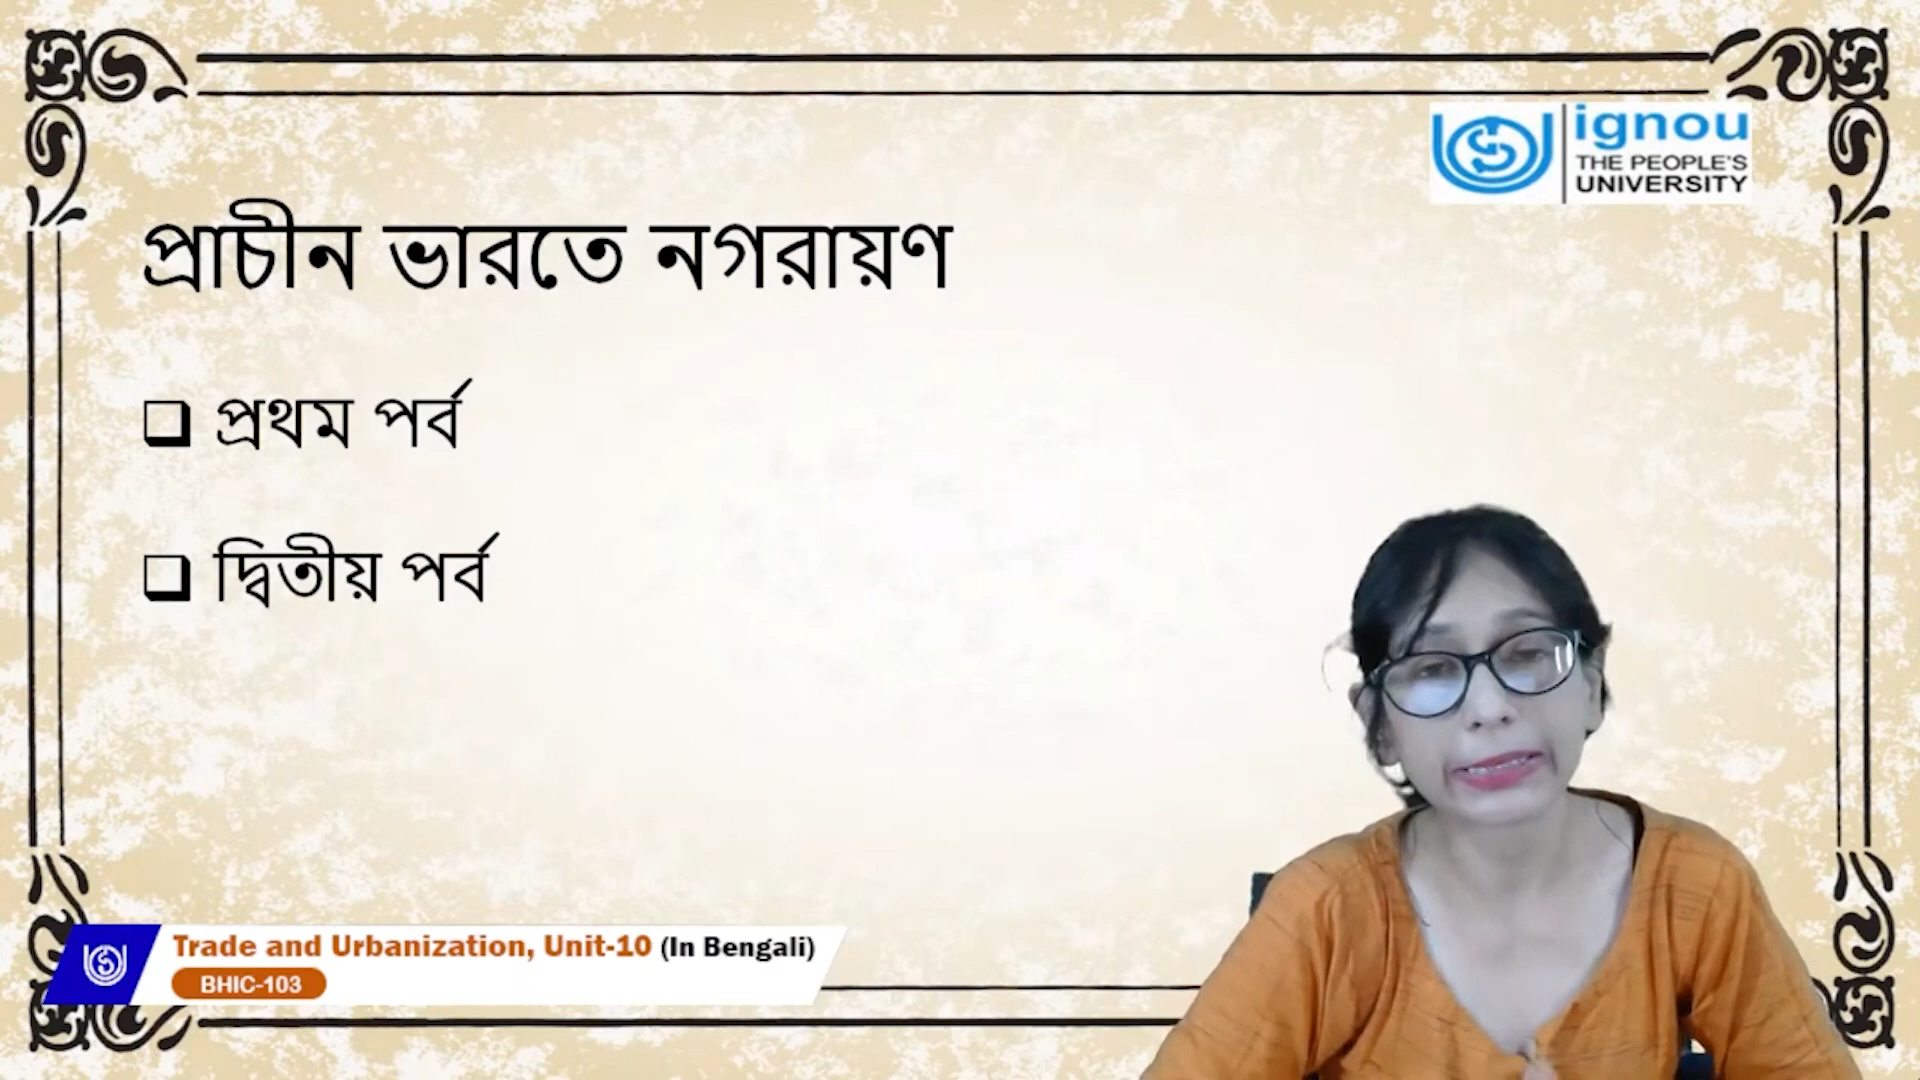 ignou
THE PEOPLE'S
UNIVERSITY
প্রাচীন ভারতে নগরায়ণ
প্রথম পর্ব
দ্বিতীয় পর্ব
Trade and Urbanization, Unit-10 (In Bengali)
BHIC-103